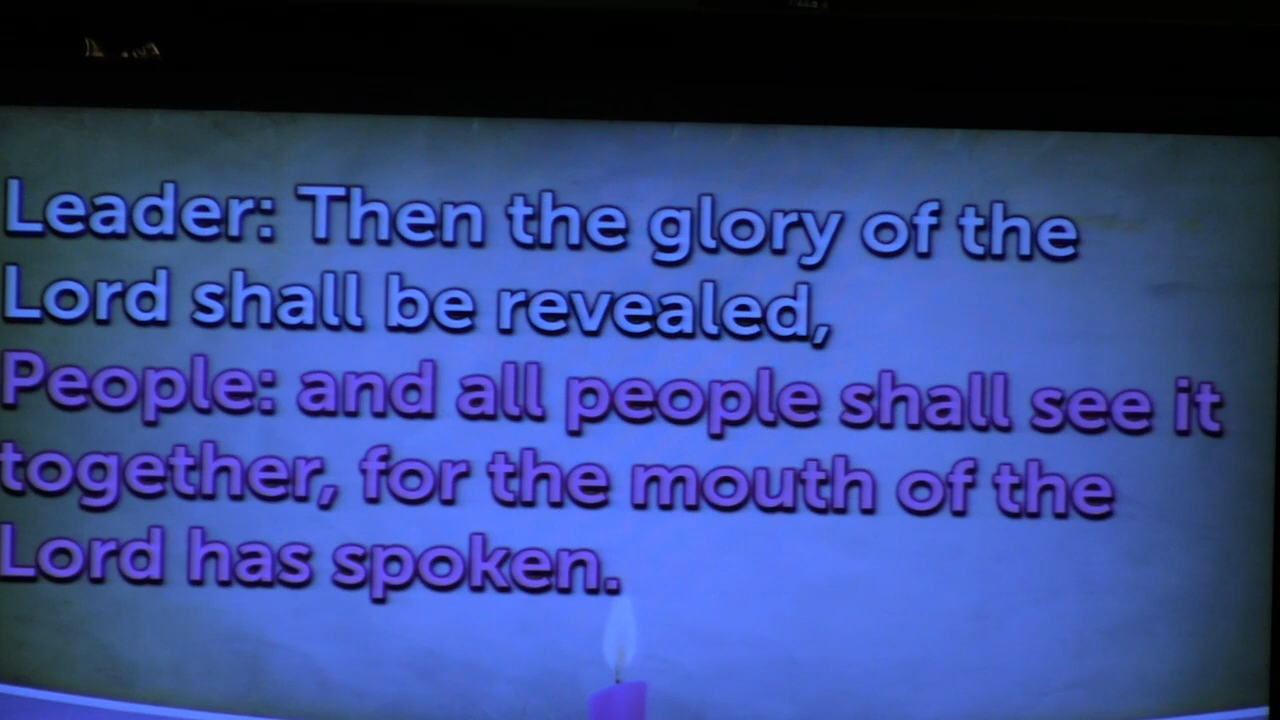 Leader: Then the glory of the
Lord shall be revealed,
People: and all people shall see it
together, for the mouth of the
Lord has spoken.